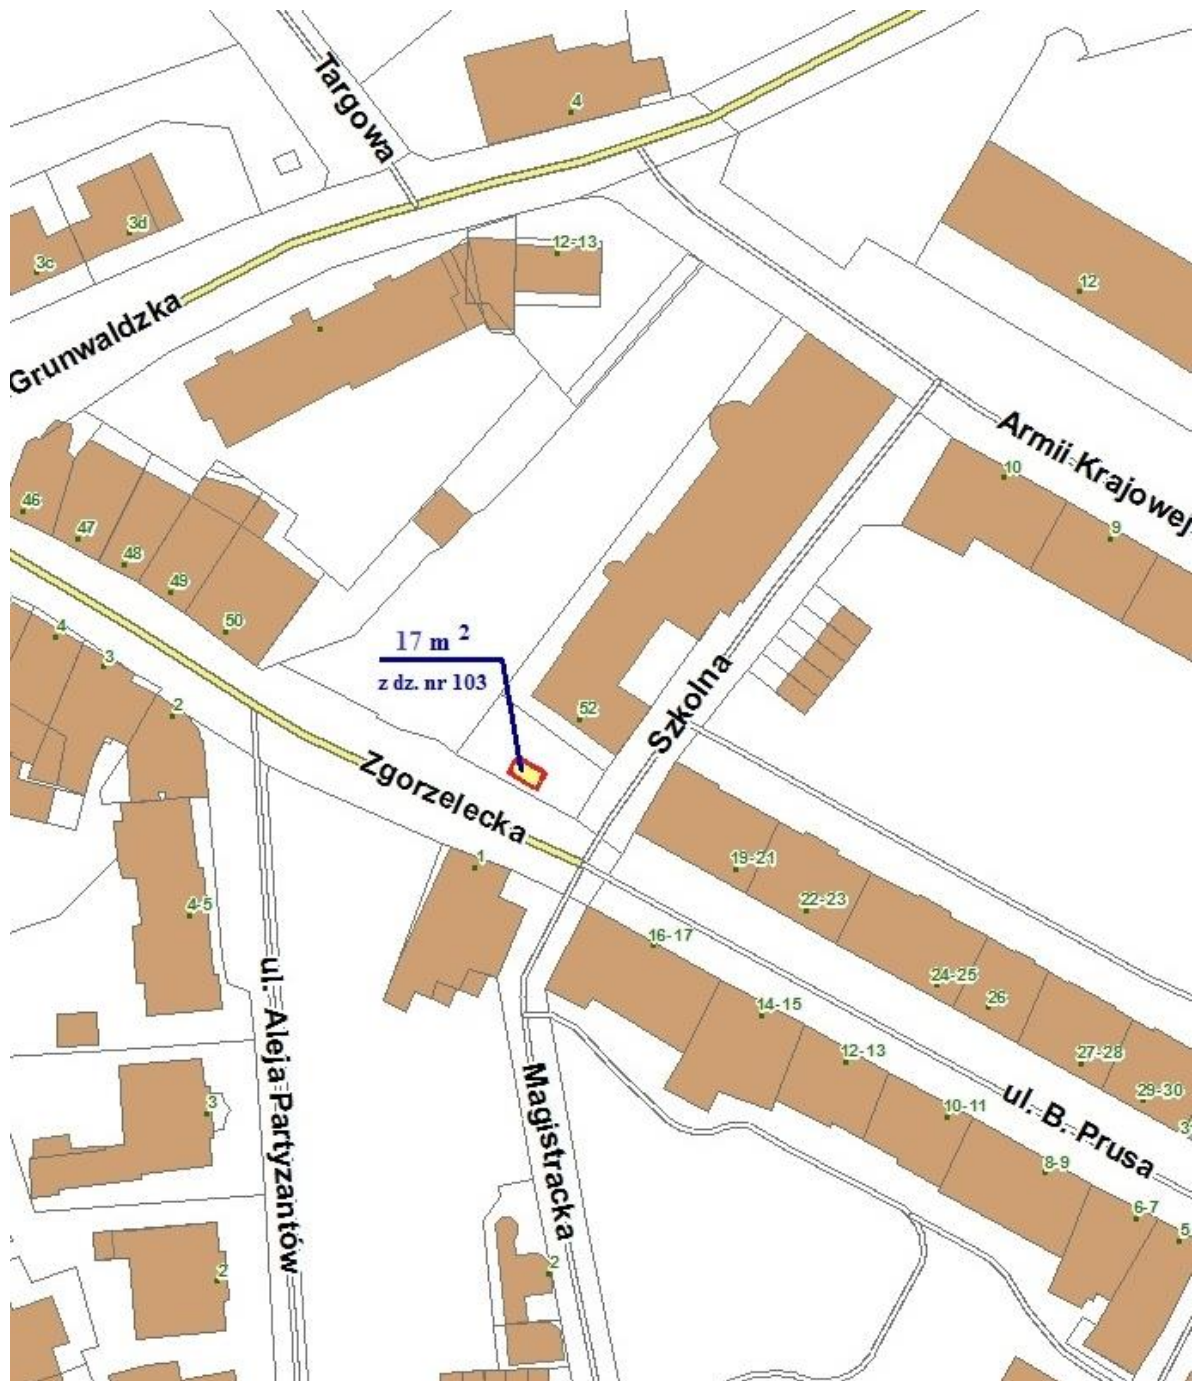 Targowa
4
3d
3c
12-13
12
Grunwaldzka
Armii Krajowej
10
9
46
47
48
49
50
4
3
2
17 m 2
z dz. nr 103
52
Szkolna
Zgorzelecka
1
19-21
22-23
4-5
16-17
24-25
26
14-15
27-28
12-13
29-30
ul. Aleja Partyzantów
3
10-11
ul. B. Prusa
Magistracka
8-9
6-7
5
2
2